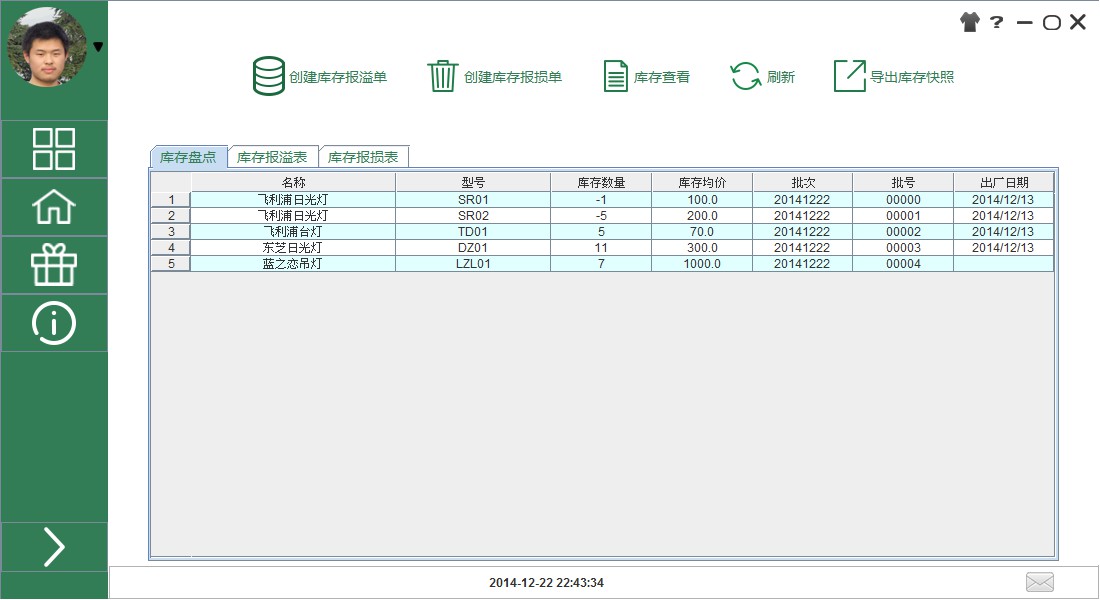 ?
创建库存报溢单 创建库存报损单 库存查看 刷新 导出库存快照
库存盘点 库存报溢表 库存报损表
名称 型号 库存数量 库存均价 批次 批号 出厂日期
1 飞利浦日光灯 SR01 -1 100.0 20141222 00000 2014/12/13
2 飞利浦日光灯 SR02 -5 200.0 20141222 00001 2014/12/13
3 飞利浦台灯 TD01 5 70.0 20141222 00002 2014/12/13
4 东芝日光灯 DZ01 11 300.0 20141222 00003 2014/12/13
5 蓝之恋吊灯 LZL01 7 1000.0 20141222 00004
2014-12-22 22:43:34